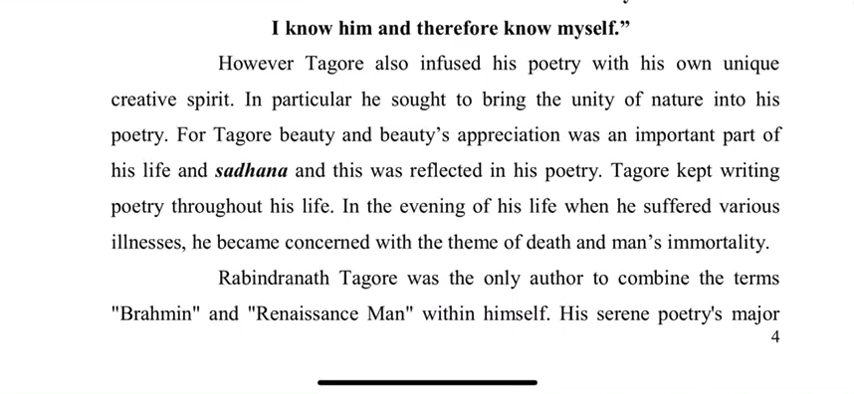 I know him and therefore know myself.”
However Tagore also infused his poetry with his own unique
creative spirit. In particular he sought to bring the unity of nature into his
poetry. For Tagore beauty and beauty’s appreciation was an important part of
his life and sadhana and this was reflected in his poetry. Tagore kept writing
poetry throughout his life. In the evening of his life when he suffered various
illnesses, he became concerned with the theme of death and man’s immortality.
Rabindranath Tagore was the only author to combine the terms
"Brahmin" and "Renaissance Man" within himself. His serene poetry's major
4